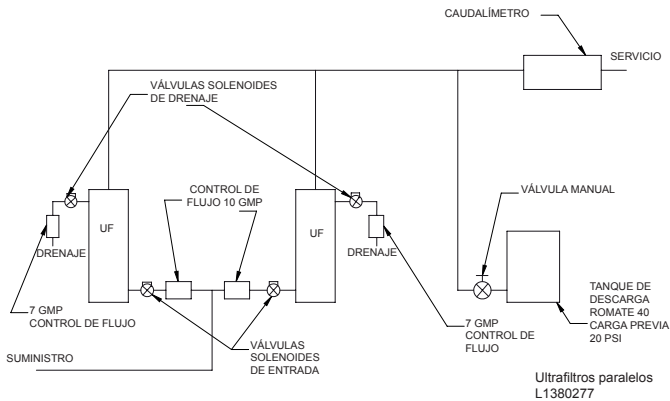 CAUDALÍMETRO
SERVICIO
VÁLVULAS SOLENOIDES
DE DRENAJE
CONTROL DE
FLUJO 10 GMP
VÁLVULA MANUAL
UF
UF
DRENAJE
DRENAJE
7 GMP
CONTROL DE FLUJO
7 GMP
CONTROL DE
FLUJO
TANQUE DE
DESCARGA
ROMATE 40
CARGA PREVIA
20 PSI
SUMINISTRO
VÁLVULAS
SOLENOIDES
DE ENTRADA
Ultrafiltros paralelos
L1380277